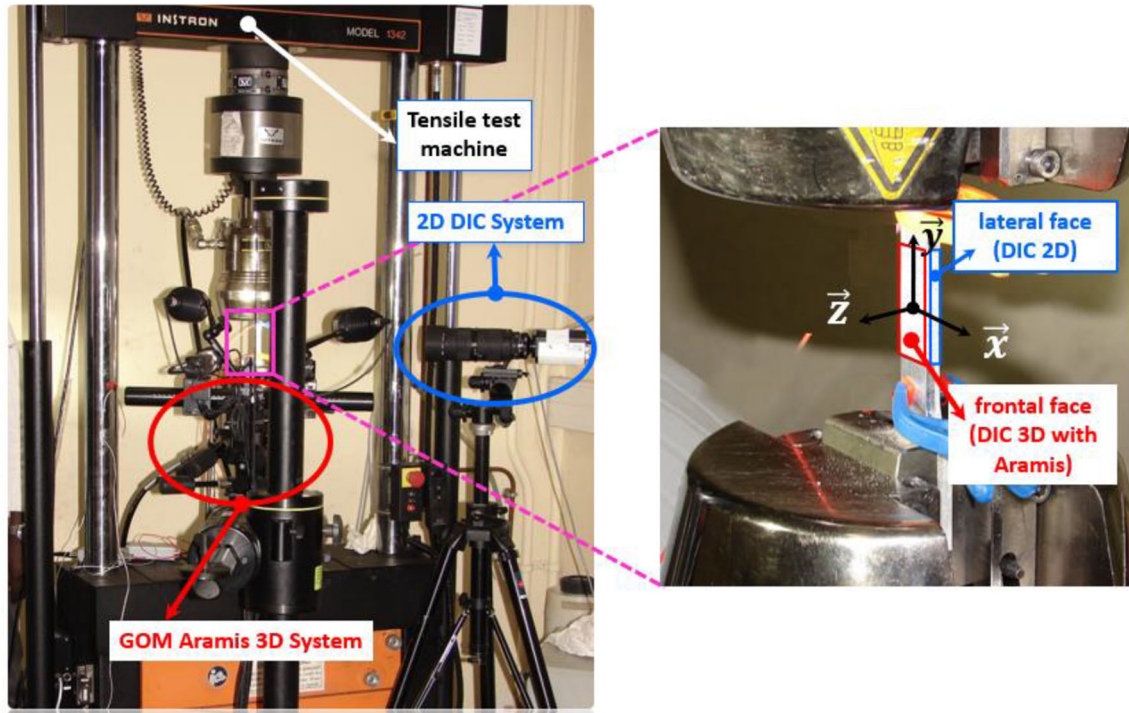 INSTRON
MODEL 1342
Tensile test
machine
2D DIC System
GOM Aramis 3D System
lateral face
(DIC 2D)
y
z
x
frontal face
(DIC 3D with
Aramis)